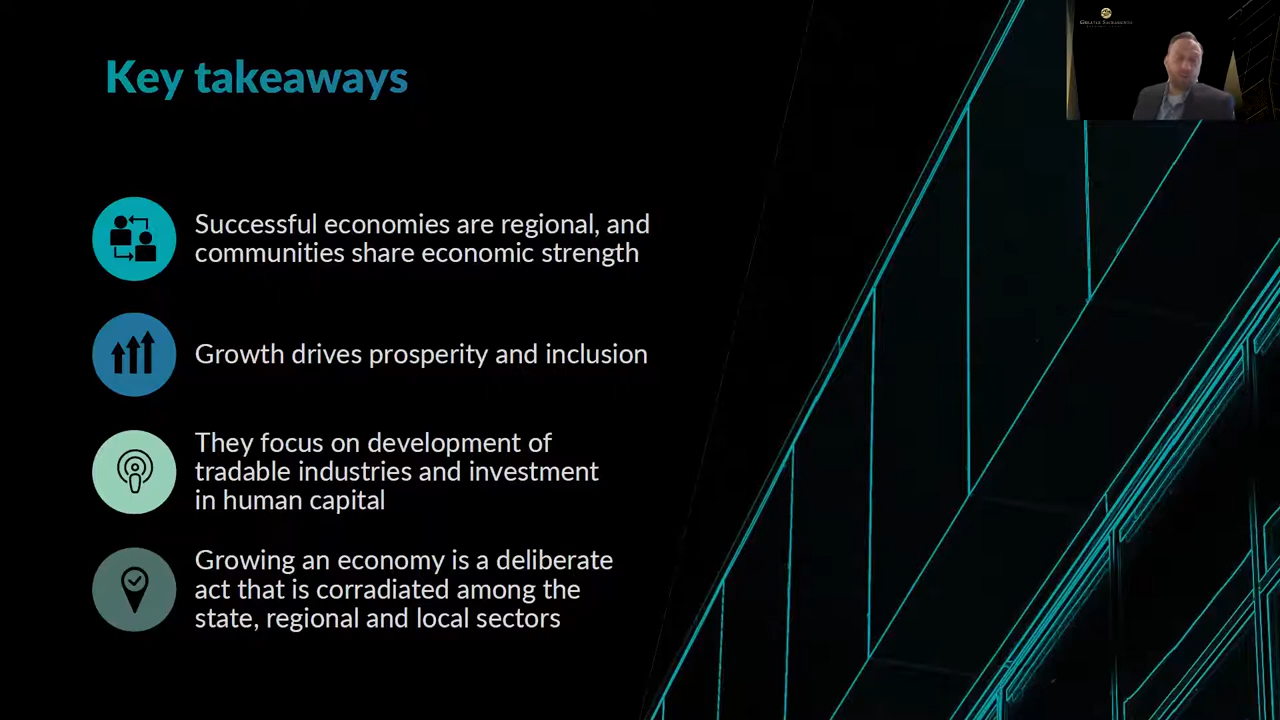 Key takeaways
GREATER SACRAMENTO
Successful economies are regional, and
communities share economic strength
Growth drives prosperity and inclusion
They focus on development of
tradable industries and investment
in human capital
Growing an economy is a deliberate
act that is corradiated among the
state, regional and local sectors